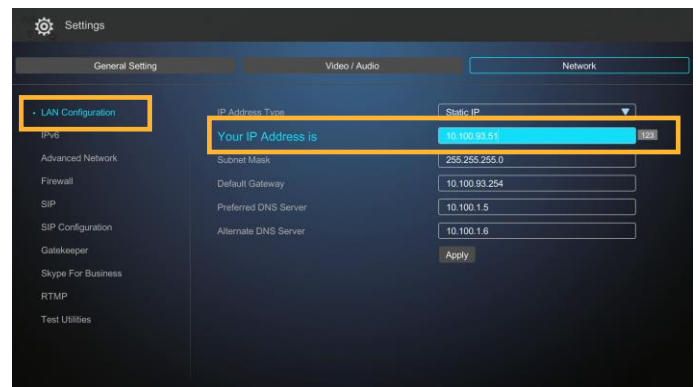 Settings
General Setting Video / Audio Network
• LAN Configuration IP Address Type Static IP
IPv6 Your IP Address is 10.100.93.51 123
Advanced Network Subnet Mask 255.255.255.0
Firewall Default Gateway 10.100.93.254
SIP Preferred DNS Server 10.100.1.5
SIP Configuration Alternate DNS Server 10.100.1.6
Gatekeeper Apply
Skype For Business
RTMP
Test Utilities